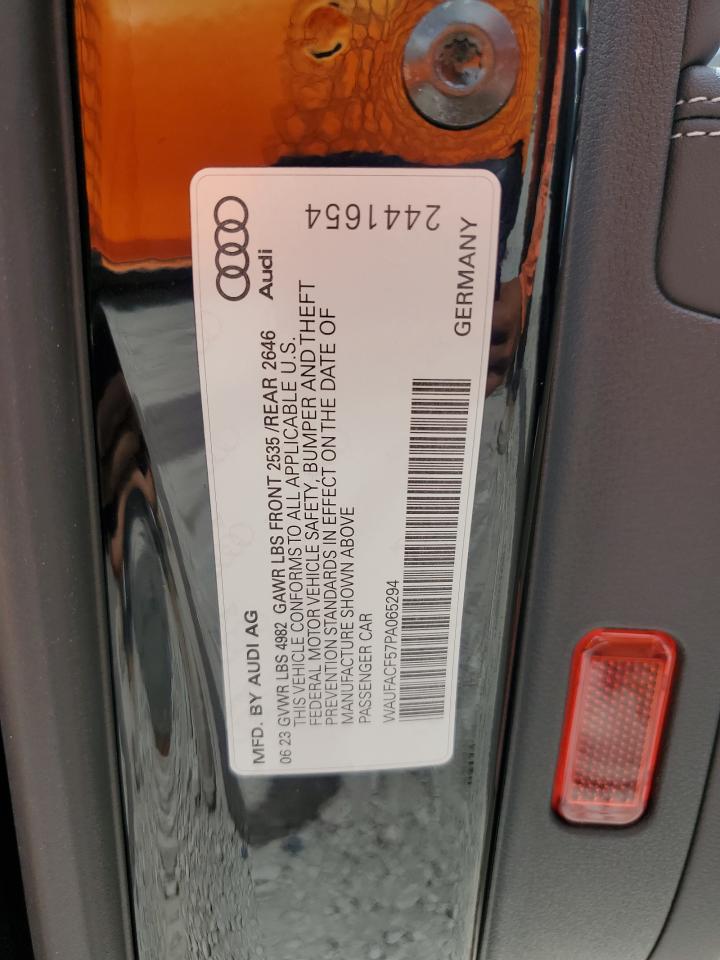 MFD. BY AUDI AG
06 23 GVWR LBS 4982 GAWR LBS FRONT 2535 /REAR 2646
THIS VEHICLE CONFORMS TO ALL APPLICABLE U.S.
FEDERAL MOTOR VEHICLE SAFETY, BUMPER AND THEFT
PREVENTION STANDARDS IN EFFECT ON THE DATE OF
MANUFACTURE SHOWN ABOVE
PASSENGER CAR
WAUFACF57PA065294
Audi
2441654
GERMANY